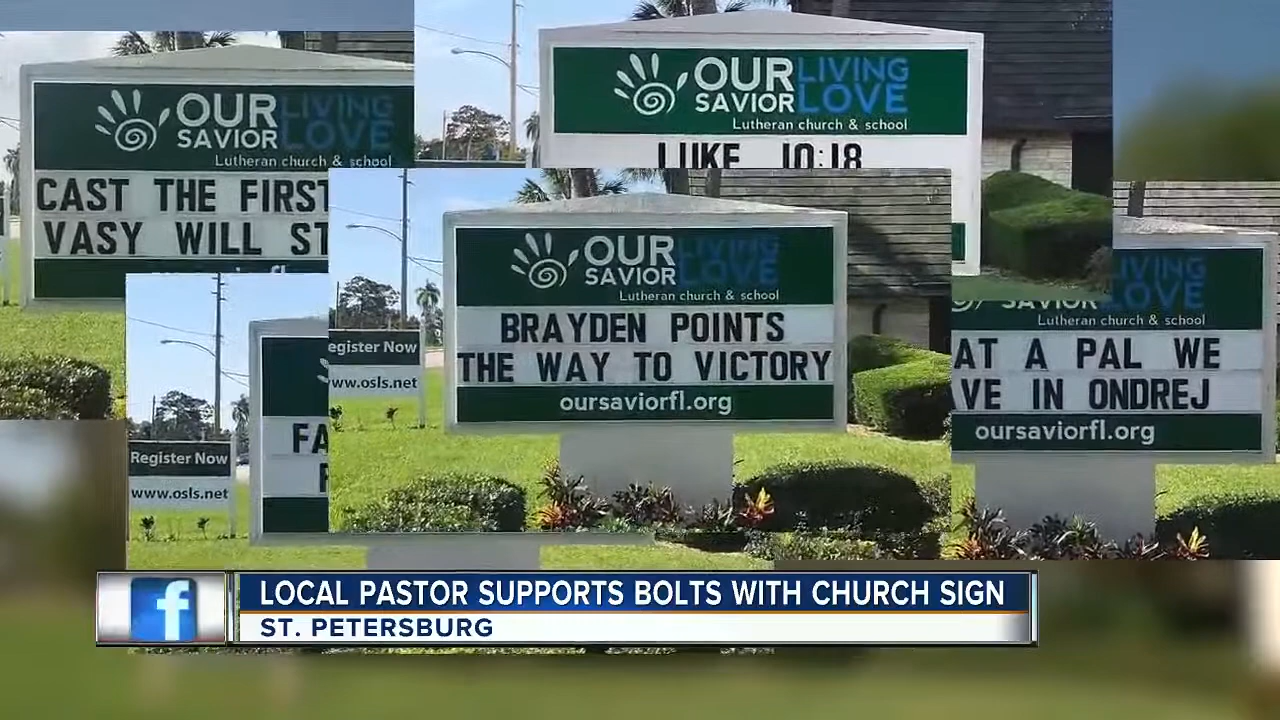 OUR LIVING
SAVIOR LOVE
Lutheran church & school
CAST THE FIRST
VASY WILL ST
OUR LIVING
SAVIOR LOVE
Lutheran church & school
LUKE 10:18
Register Now
www.osls.net
FA
OUR LIVING
SAVIOR LOVE
Lutheran church & school
BRAYDEN POINTS
THE WAY TO VICTORY
oursaviorfl.org
egister Now
www.osls.net
LIVING
SAVIOR LOVE
Lutheran church & school
AT A PAL WE
VE IN ONDREJ
oursaviorfl.org
f
LOCAL PASTOR SUPPORTS BOLTS WITH CHURCH SIGN
ST. PETERSBURG